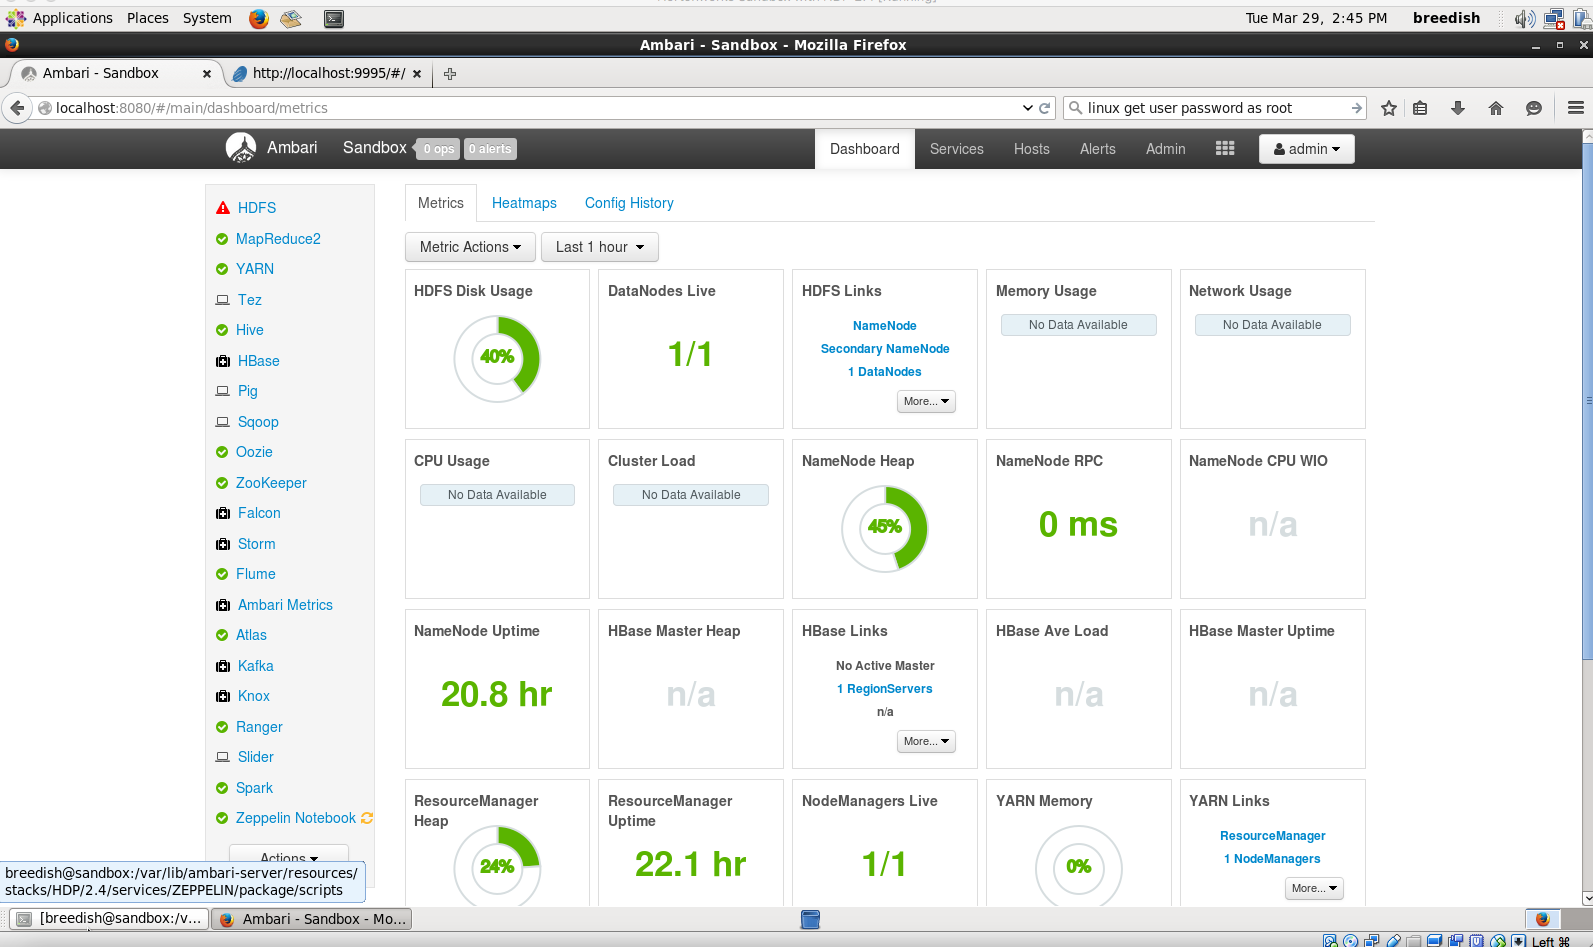 Applications Places System
Tue Mar 29, 2:45 PM breedish
Ambari - Sandbox - Mozilla Firefox
Ambari - Sandbox
http://localhost:9995/#/
localhost:8080/#/main/dashboard/metrics
linux get user password as root
Ambari Sandbox 0 ops 0 alerts
Dashboard Services Hosts Alerts Admin admin
HDFS
MapReduce2
YARN
Tez
Hive
HBase
Pig
Sqoop
Oozie
ZooKeeper
Falcon
Storm
Flume
Ambari Metrics
Atlas
Kafka
Knox
Ranger
Slider
Spark
Zeppelin Notebook
Actions
Metrics Heatmaps Config History
Metric Actions Last 1 hour
HDFS Disk Usage
40%
DataNodes Live
1/1
HDFS Links
NameNode
Secondary NameNode
1 DataNodes
More...
Memory Usage
No Data Available
Network Usage
No Data Available
CPU Usage
No Data Available
Cluster Load
No Data Available
NameNode Heap
45%
NameNode RPC
0 ms
NameNode CPU WIO
n/a
NameNode Uptime
20.8 hr
HBase Master Heap
n/a
HBase Links
No Active Master
1 RegionServers
n/a
More...
HBase Ave Load
n/a
HBase Master Uptime
n/a
ResourceManager
Heap
24%
ResourceManager
Uptime
22.1 hr
NodeManagers Live
1/1
YARN Memory
0%
YARN Links
ResourceManager
1 NodeManagers
More...
breedish@sandbox:/var/lib/ambari-server/resources/
stacks/HDP/2.4/services/ZEPPELIN/package/scripts
[breedish@sandbox:/v...
Ambari - Sandbox - Mo...
Left ⌘